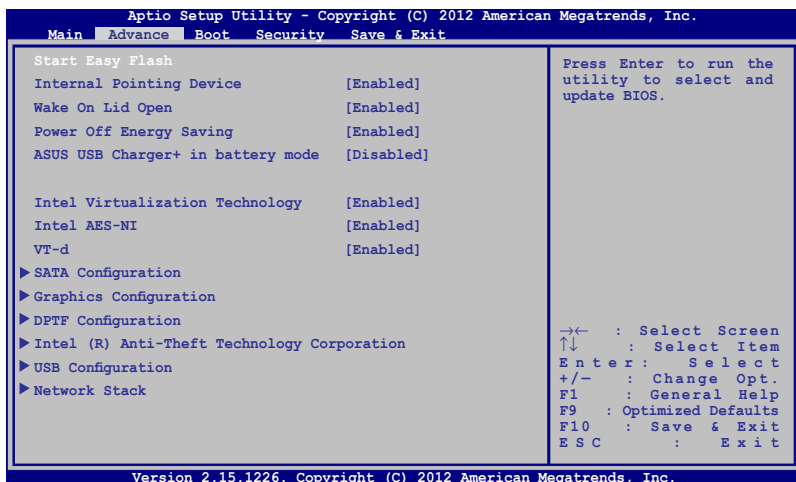 Aptio Setup Utility - Copyright (C) 2012 American Megatrends, Inc.
Main Advance Boot Security Save & Exit
Start Easy Flash
Internal Pointing Device [Enabled]
Wake On Lid Open [Enabled]
Power Off Energy Saving [Enabled]
ASUS USB Charger+ in battery mode [Disabled]
Intel Virtualization Technology [Enabled]
Intel AES-NI [Enabled]
VT-d [Enabled]
SATA Configuration
Graphics Configuration
DPTF Configuration
Intel (R) Anti-Theft Technology Corporation
USB Configuration
Network Stack
Press Enter to run the
utility to select and
update BIOS.
→← : Select Screen
↑↓ : Select Item
Enter: Select
+/— : Change Opt.
F1 : General Help
F9 : Optimized Defaults
F10 : Save & Exit
ESC : Exit
Version 2.15.1226. Copyright (C) 2012 American Megatrends, Inc.